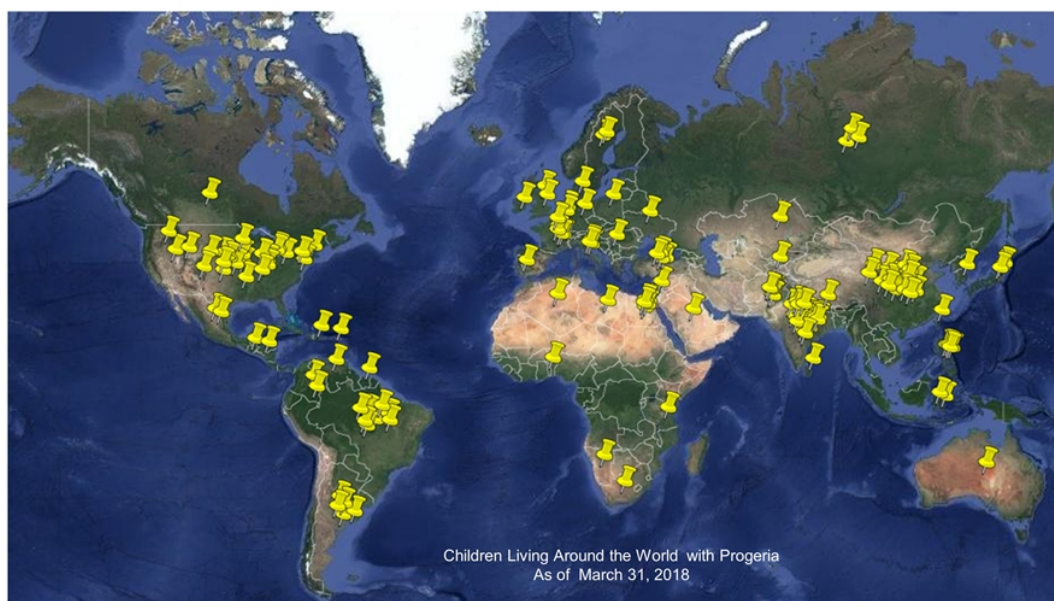 Children Living Around the World with Progeria
As of March 31, 2018